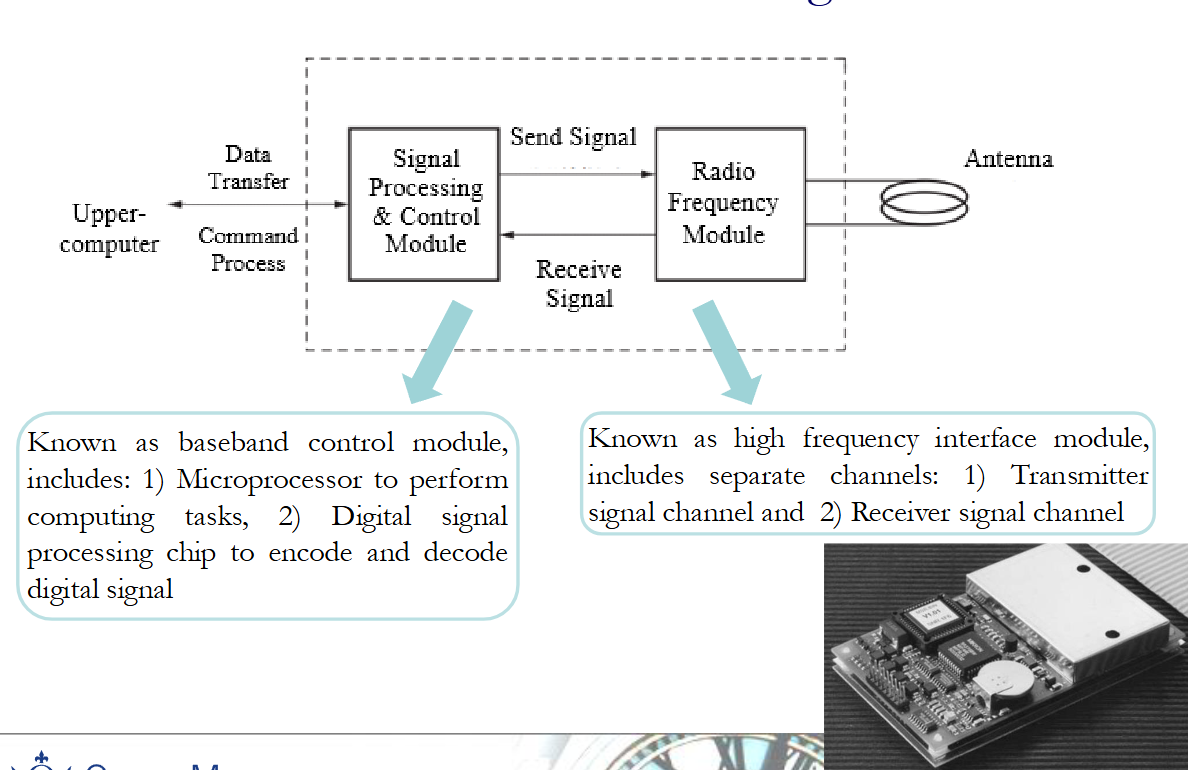 Send Signal
Data
Transfer
Upper-
computer
Command
Process
Signal
Processing
& Control
Module
Radio
Frequency
Module
Antenna
Receive
Signal
Known as baseband control module,
includes: 1) Microprocessor to perform
computing tasks, 2) Digital signal
processing chip to encode and decode
digital signal
Known as high frequency interface module,
includes separate channels: 1) Transmitter
signal channel and 2) Receiver signal channel